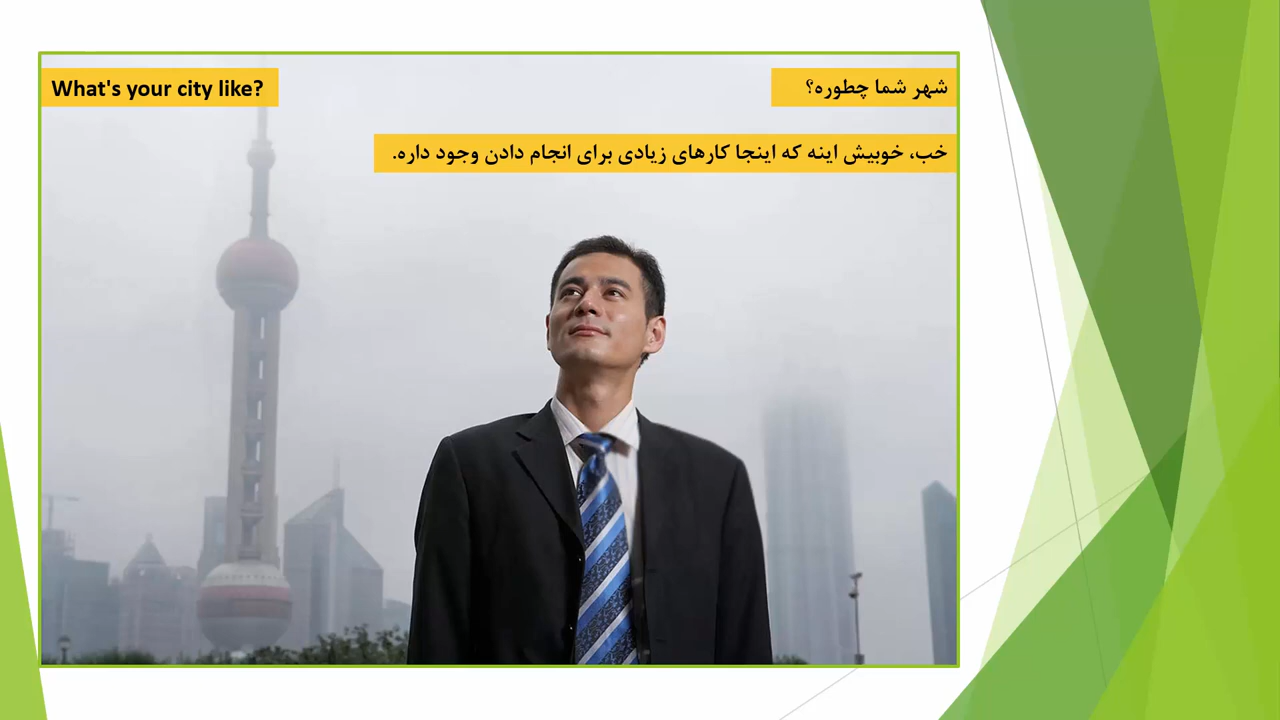 What's your city like?
شهر شما چطوره؟
خب، خوبیش اینه که اینجا کارهای زیادی برای انجام دادن وجود داره.